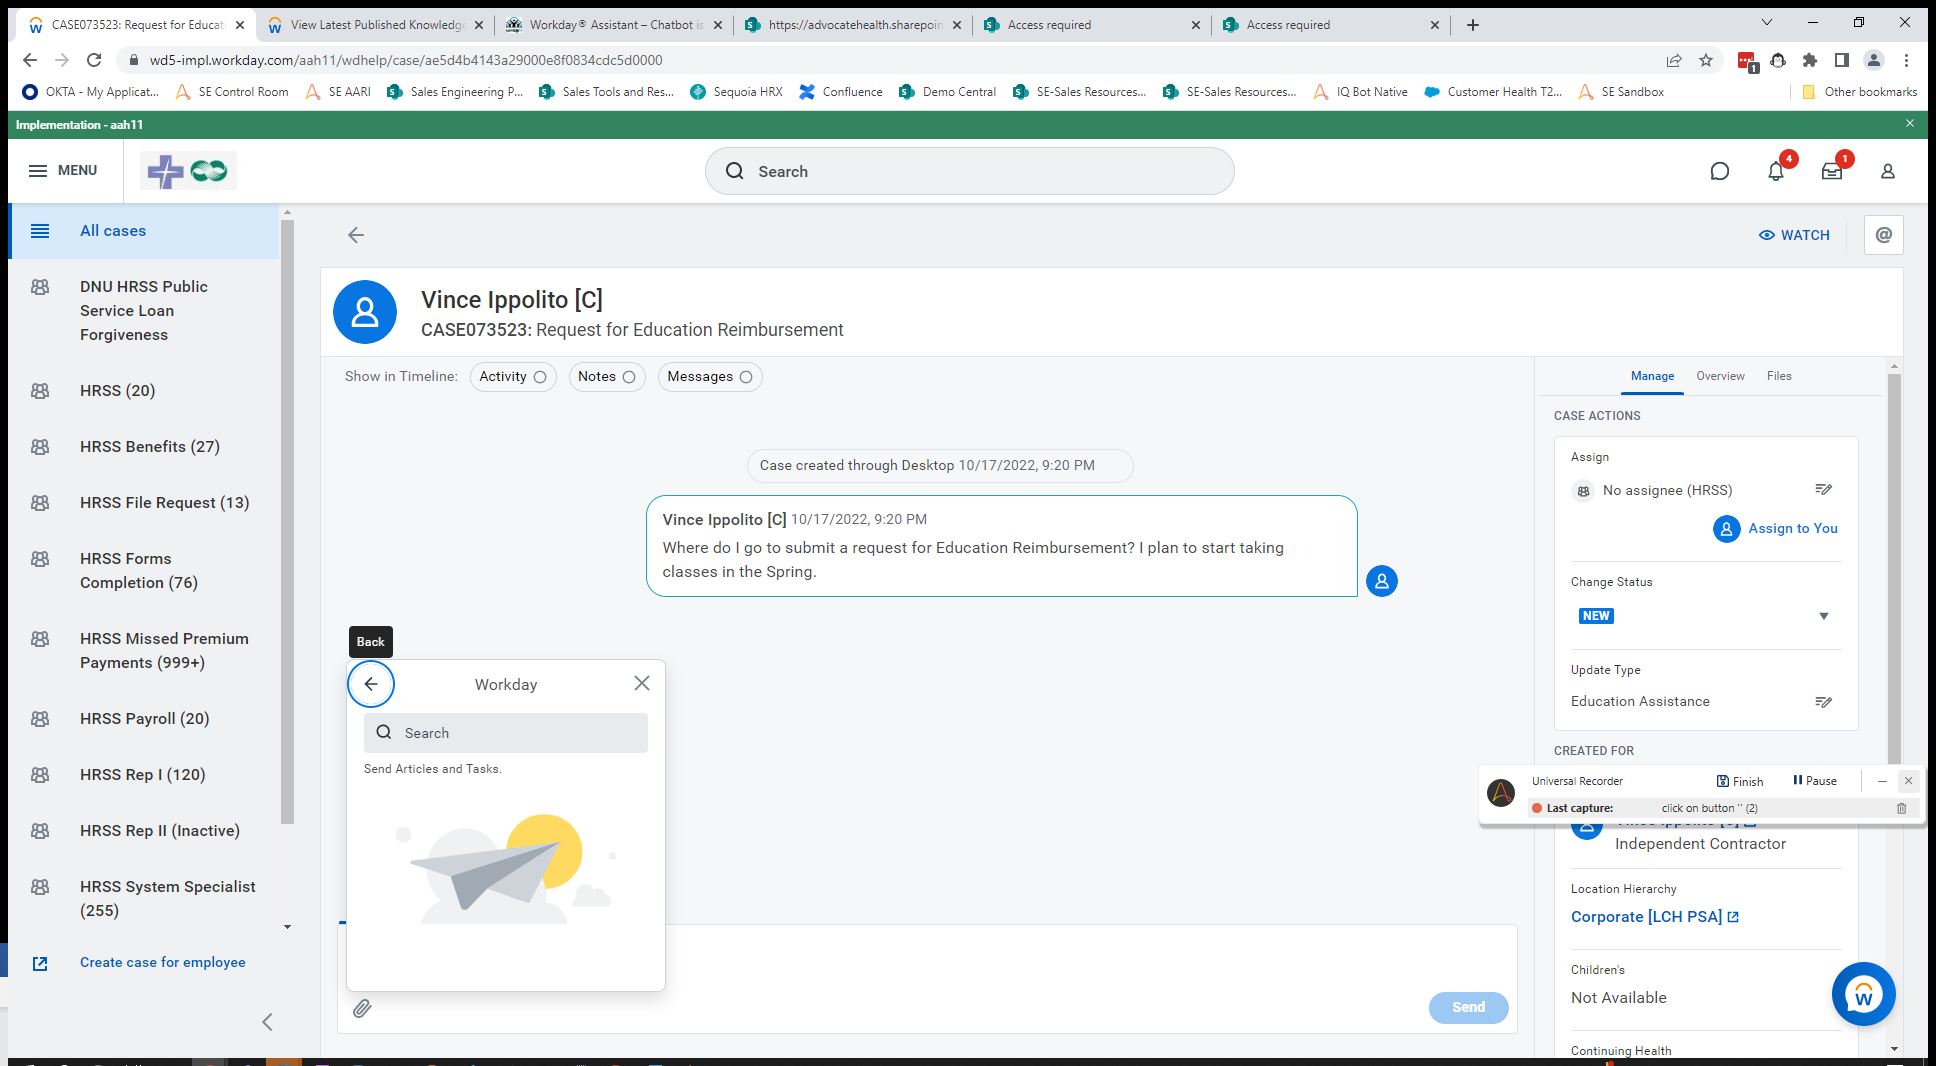 CASE073523: Request for Educat
View Latest Published Knowledge
Workday® Assistant – Chatbot is
https://advocatehealth.sharepoin
Access required
Access required
wd5-impl.workday.com/aah11/wdhelp/case/ae5d4b4143a29000e8f0834cdc5d0000
1
OKTA - My Applicat...
SE Control Room
SE AARI
Sales Engineering P...
Sales Tools and Res...
Sequoia HRX
Confluence
Demo Central
SE-Sales Resources...
SE-Sales Resources...
IQ Bot Native
Customer Health T2...
SE Sandbox
Other bookmarks
Implementation - aah11
MENU
Search
4
1
All cases
DNU HRSS Public
Service Loan
Forgiveness
HRSS (20)
HRSS Benefits (27)
HRSS File Request (13)
HRSS Forms
Completion (76)
HRSS Missed Premium
Payments (999+)
HRSS Payroll (20)
HRSS Rep I (120)
HRSS Rep II (Inactive)
HRSS System Specialist
(255)
Create case for employee
WATCH
@
Vince Ippolito [C]
CASE073523: Request for Education Reimbursement
Show in Timeline:
Activity
Notes
Messages
Case created through Desktop 10/17/2022, 9:20 PM
Vince Ippolito [C] 10/17/2022, 9:20 PM
Where do I go to submit a request for Education Reimbursement? I plan to start taking
classes in the Spring.
Back
Workday
Search
Send Articles and Tasks.
Send
Manage
Overview
Files
CASE ACTIONS
Assign
No assignee (HRSS)
Assign to You
Change Status
NEW
Update Type
Education Assistance
CREATED FOR
Universal Recorder
Finish
Pause
Last capture:
click on button '' (2)
Vince Ippolito [C]
Independent Contractor
Location Hierarchy
Corporate [LCH PSA]
Children's
Not Available
Continuing Health